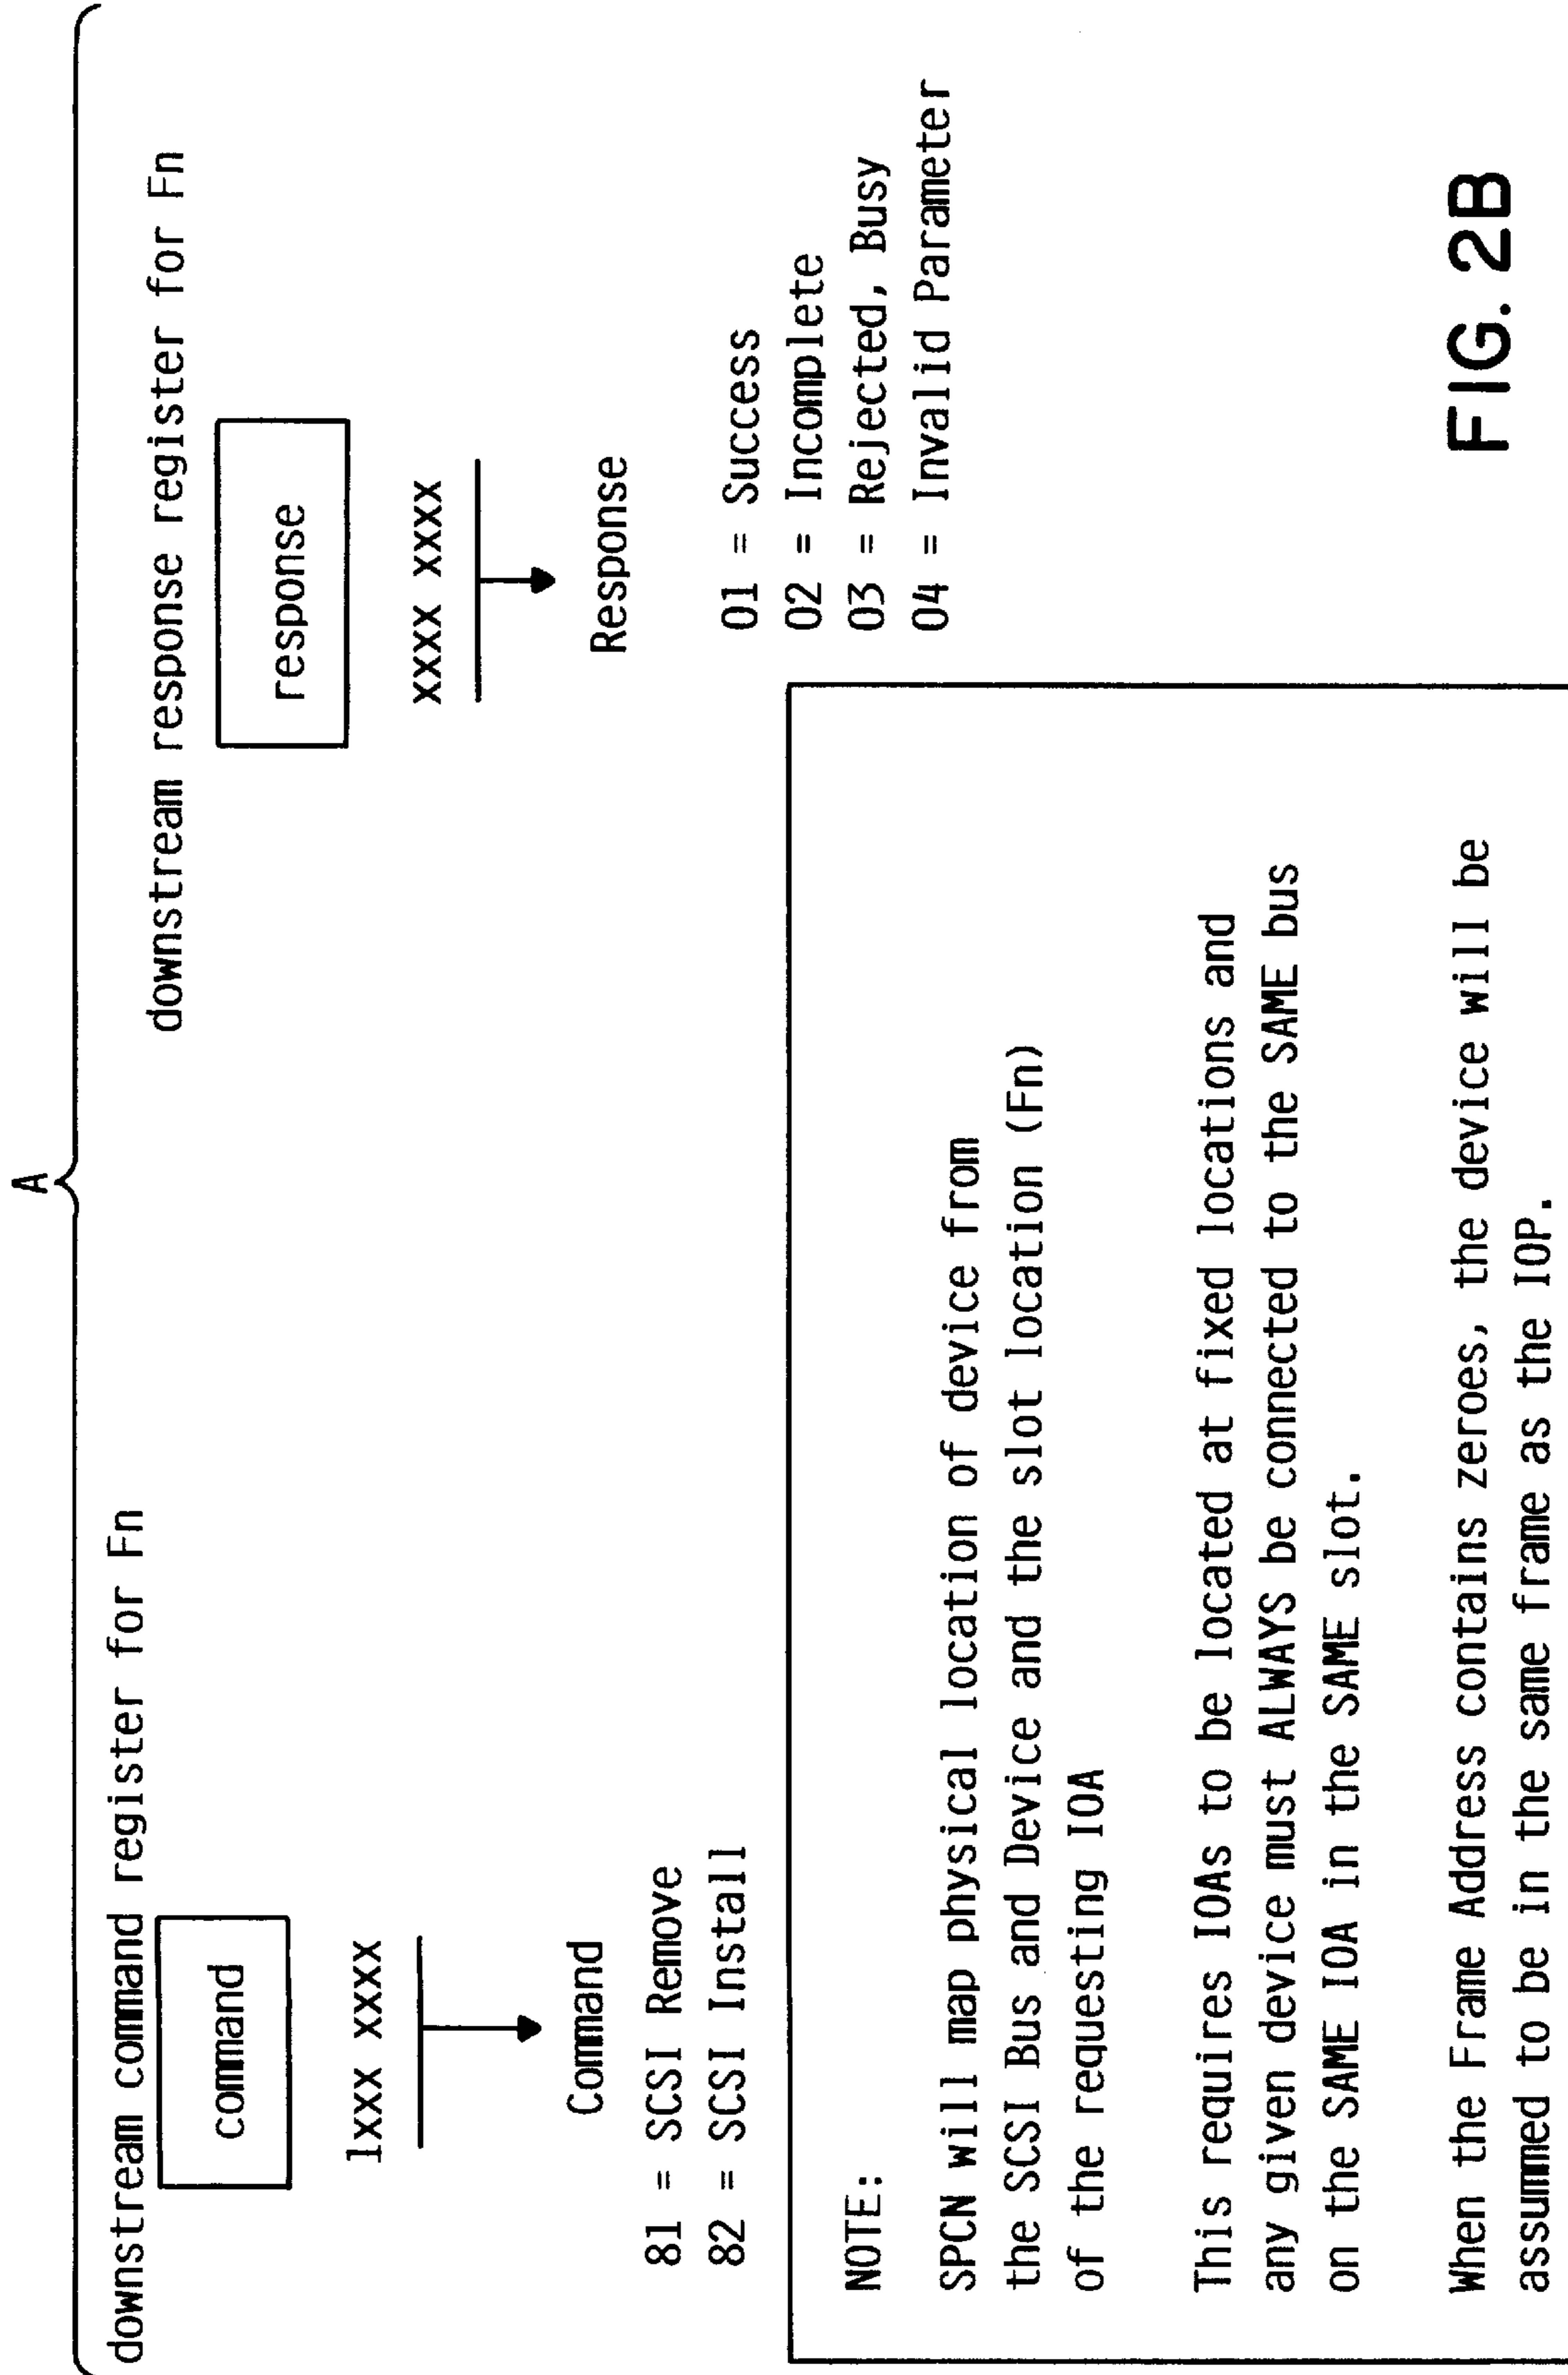 A
downstream command register for Fn
command
1xxx xxxx
Command
81 = SCSI Remove
82 = SCSI Install
downstream response register for Fn
response
xxxx xxxx
Response
01 = Success
02 = Incomplete
03 = Rejected, Busy
04 = Invalid Parameter
NOTE:
SPCN will map physical location of device from
the SCSI Bus and Device and the slot location (Fn)
of the requesting IOA
This requires IOAs to be located at fixed locations and
any given device must ALWAYS be connected to the SAME bus
on the SAME IOA in the SAME slot.
When the Frame Address contains zeroes, the device will be
assummed to be in the same frame as the IOP.
FIG. 2B